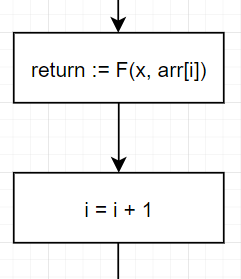 return := F(x, arr[i])
i = i + 1